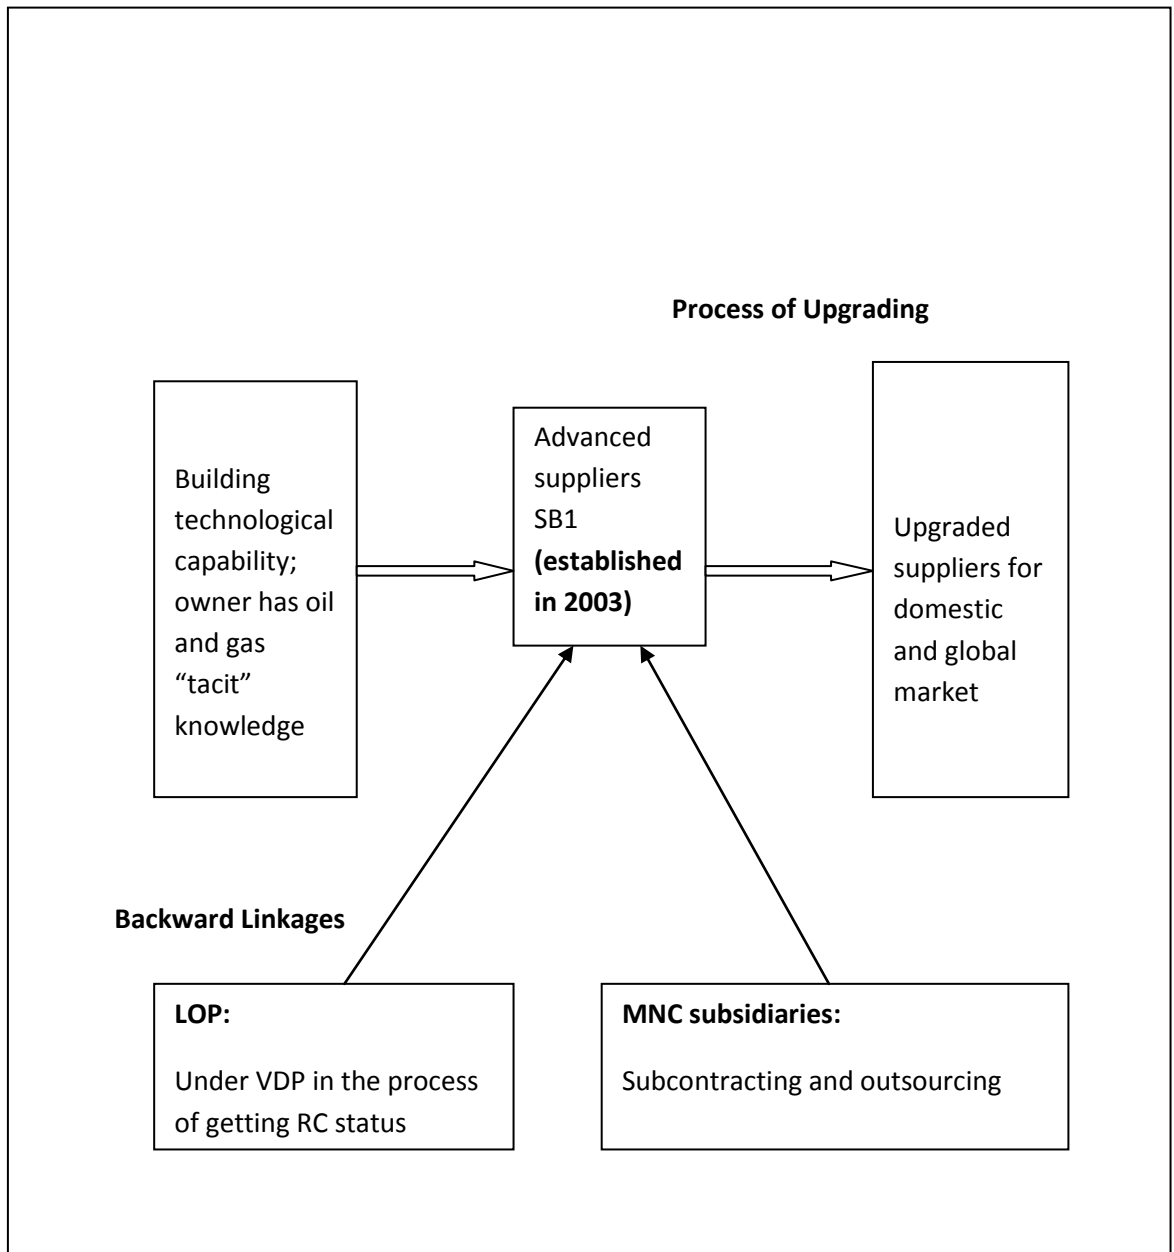 Process of Upgrading
Building
technological
capability;
owner has oil
and gas
“tacit”
knowledge
Advanced
suppliers
SB1
(established
in 2003)
Upgraded
suppliers for
domestic
and global
market
Backward Linkages
LOP:
Under VDP in the process
of getting RC status
MNC subsidiaries:
Subcontracting and outsourcing